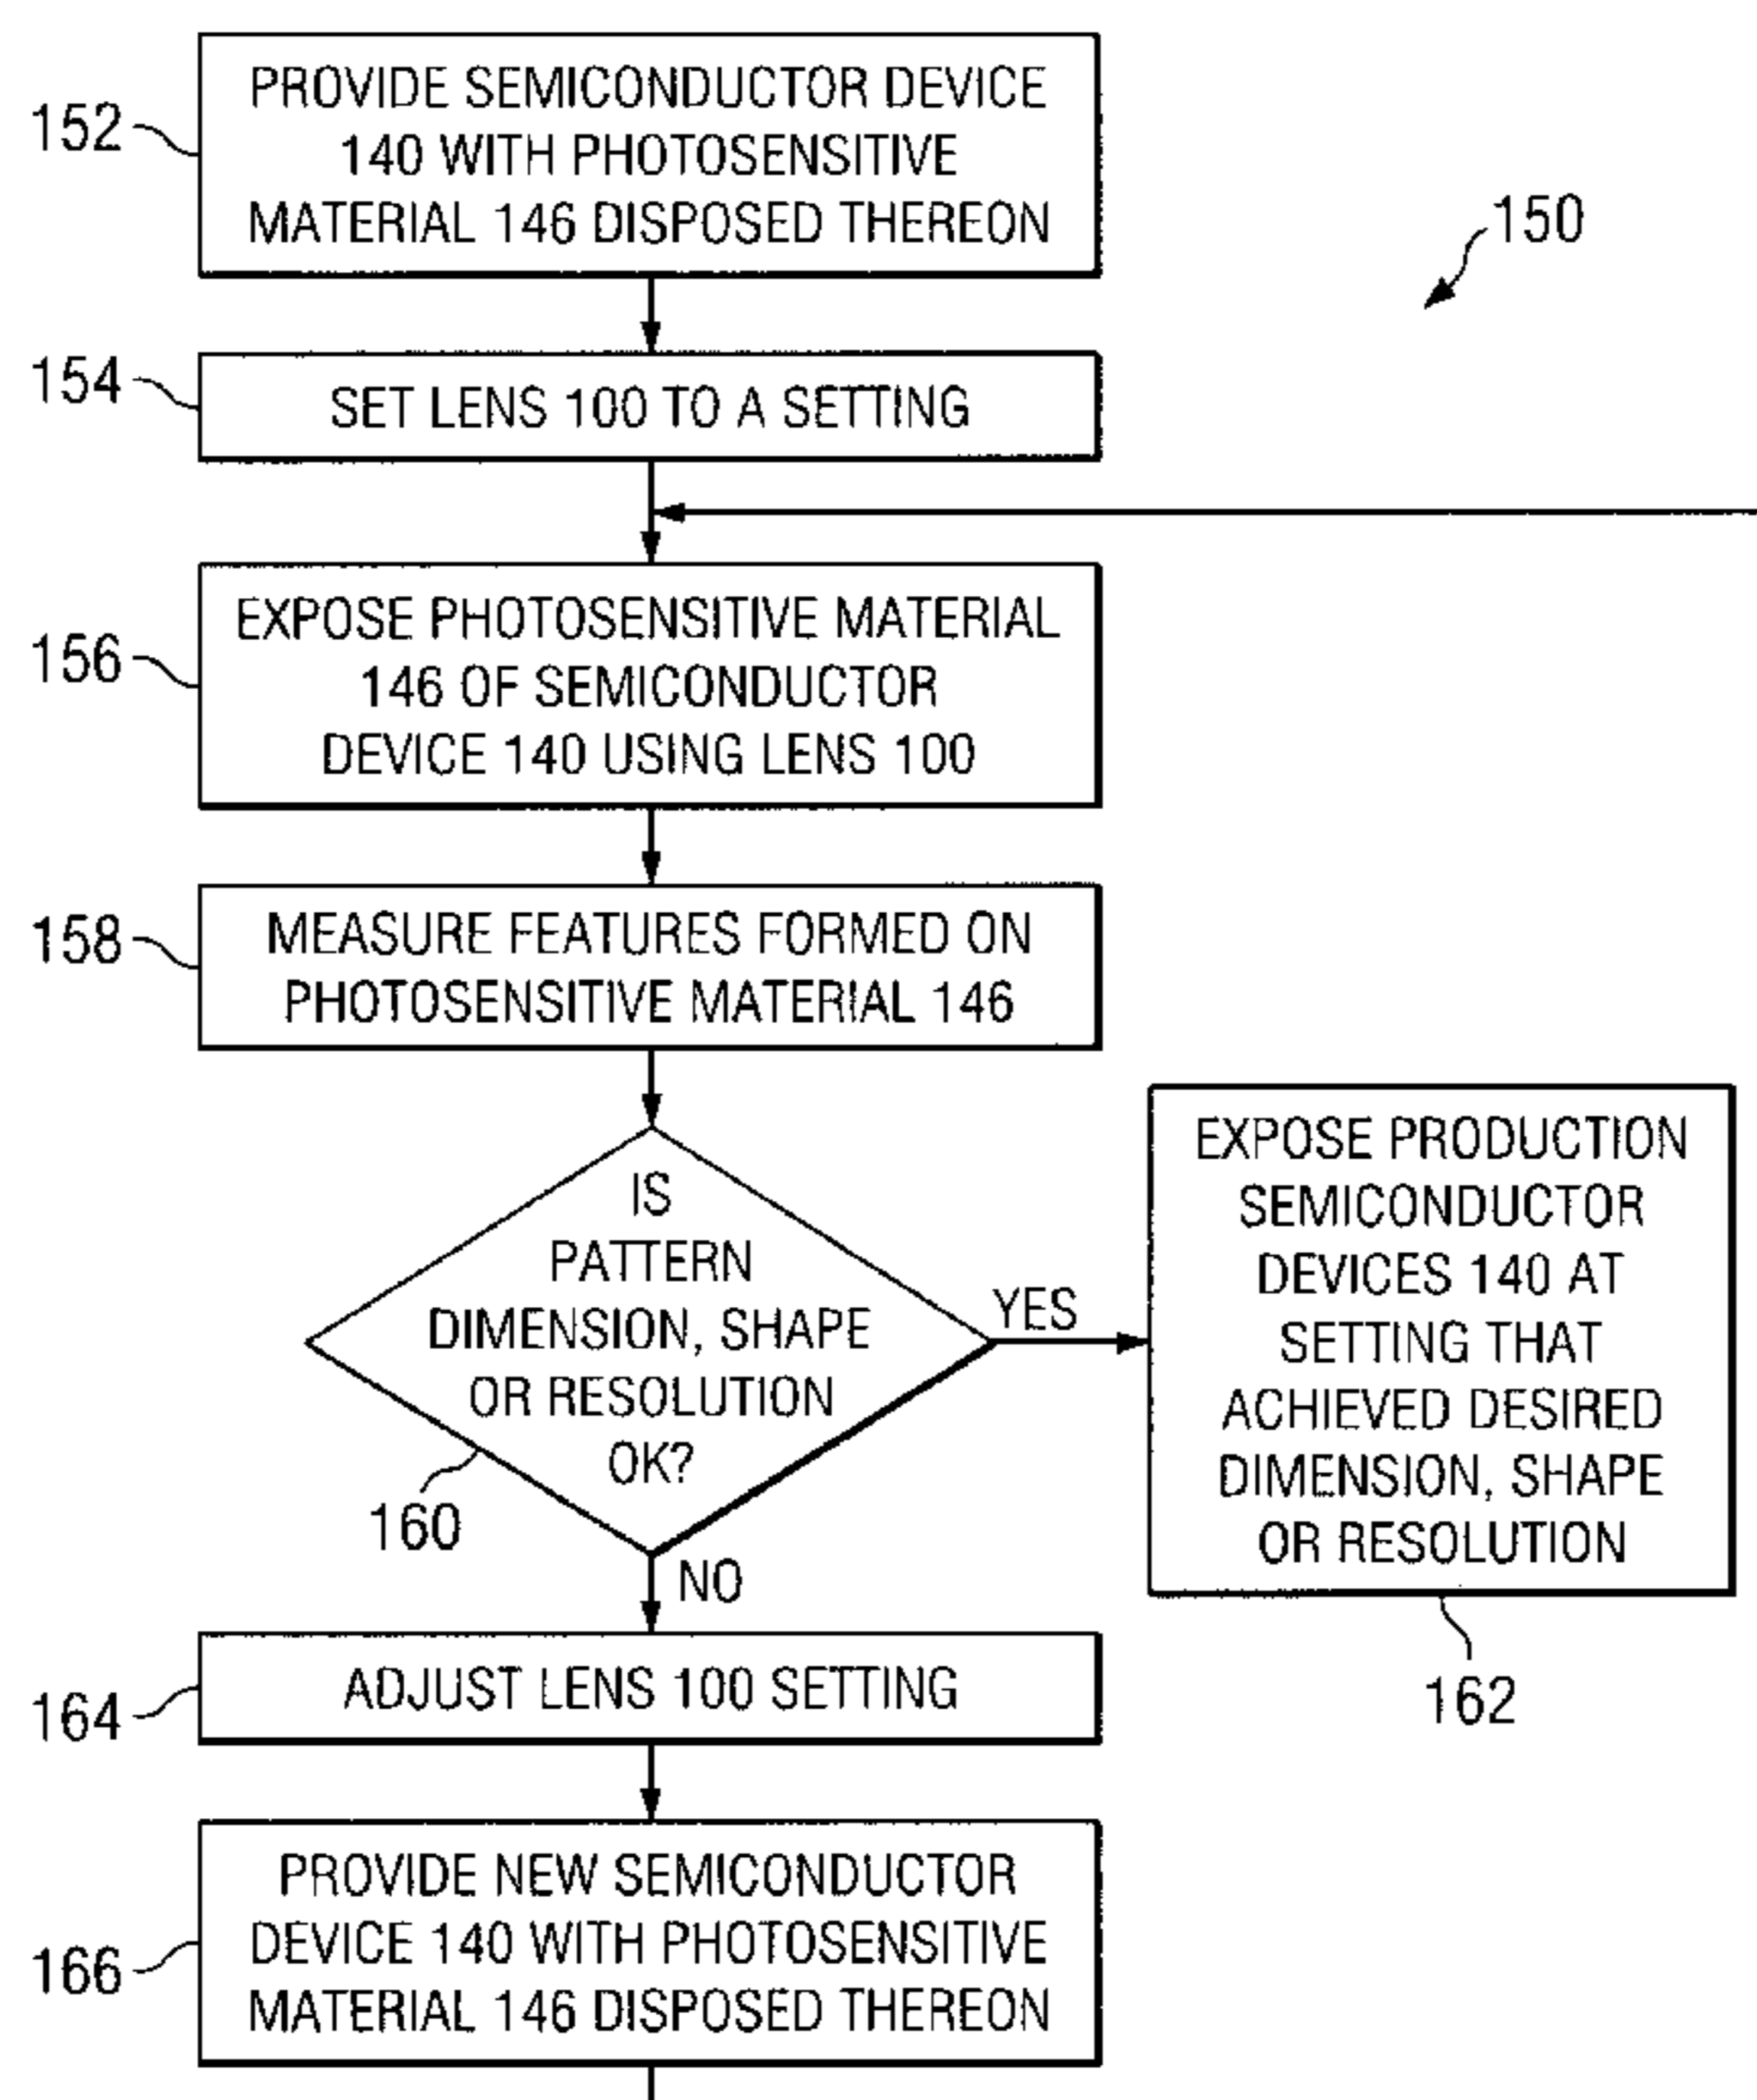 152
PROVIDE SEMICONDUCTOR DEVICE
140 WITH PHOTOSENSITIVE
MATERIAL 146 DISPOSED THEREON
150
154
SET LENS 100 TO A SETTING
156
EXPOSE PHOTOSENSITIVE MATERIAL
146 OF SEMICONDUCTOR
DEVICE 140 USING LENS 100
158
MEASURE FEATURES FORMED ON
PHOTOSENSITIVE MATERIAL 146
IS
PATTERN
DIMENSION, SHAPE
OR RESOLUTION
OK?
160
YES
EXPOSE PRODUCTION
SEMICONDUCTOR
DEVICES 140 AT
SETTING THAT
ACHIEVED DESIRED
DIMENSION, SHAPE
OR RESOLUTION
162
NO
164
ADJUST LENS 100 SETTING
166
PROVIDE NEW SEMICONDUCTOR
DEVICE 140 WITH PHOTOSENSITIVE
MATERIAL 146 DISPOSED THEREON